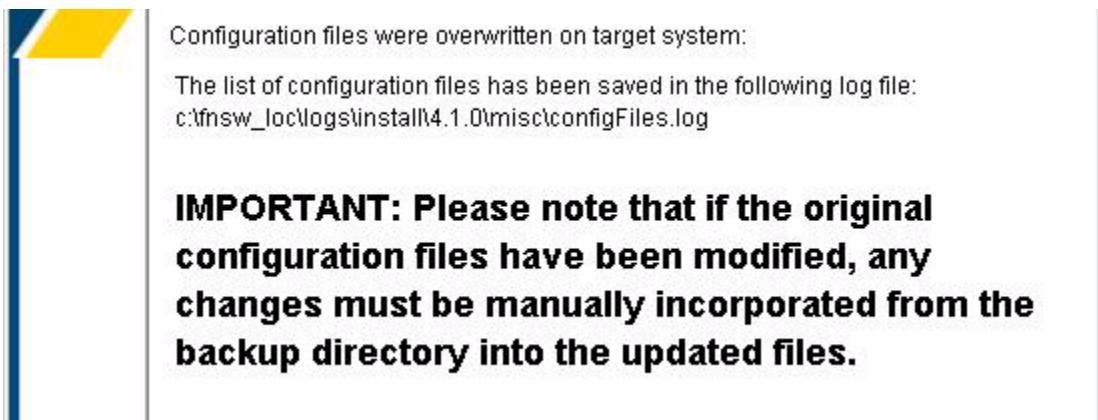 Configuration files were overwritten on target system:
The list of configuration files has been saved in the following log file:
c:\fnsw_loc\logs\install\4.1.0\misc\configFiles.log
IMPORTANT: Please note that if the original
configuration files have been modified, any
changes must be manually incorporated from the
backup directory into the updated files.